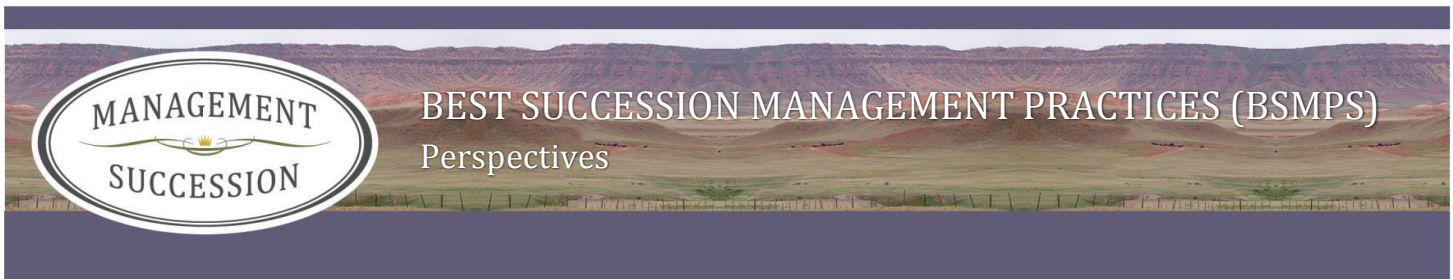 MANAGEMENT
SUCCESSION
BEST SUCCESSION MANAGEMENT PRACTICES (BSMPS)
Perspectives